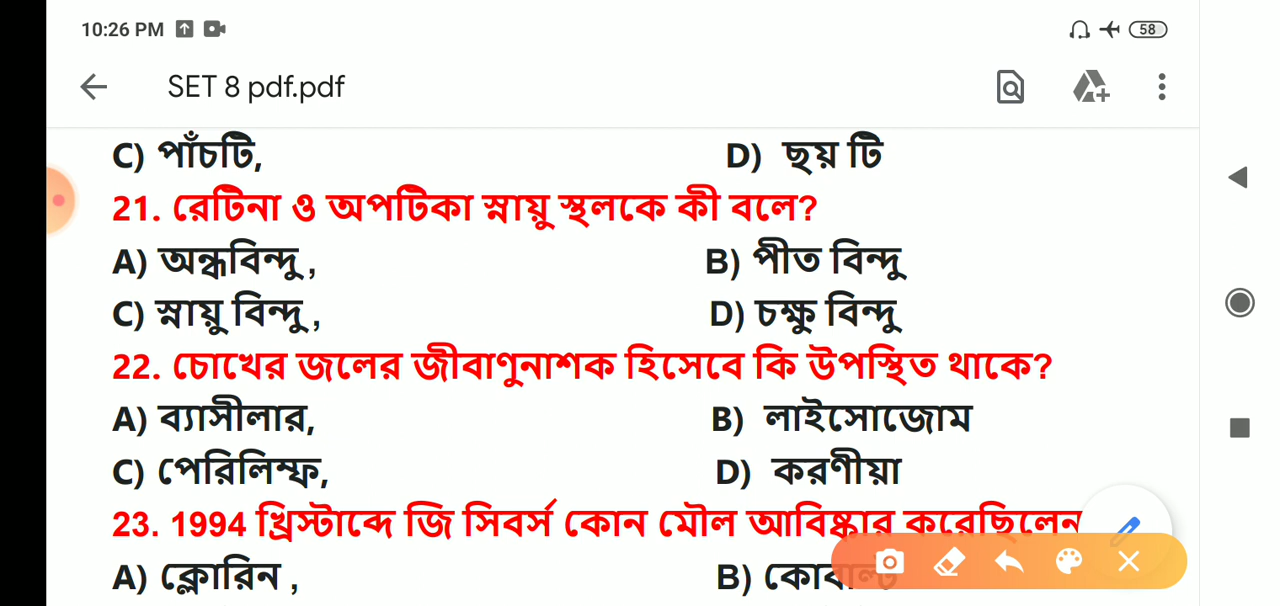 10:26 PM 58
SET 8 pdf.pdf
C) পাঁচটি, D) ছয় টি
21. রেটিনা ও অপটিকা স্নায়ু স্থলকে কী বলে?
A) অন্ধবিন্দু , B) পীত বিন্দু
C) স্নায়ু বিন্দু , D) চক্ষু বিন্দু
22. চোখের জলের জীবাণুনাশক হিসেবে কি উপস্থিত থাকে?
A) ব্যাসীলার, B) লাইসোজোম
C) পেরিলিম্ফ, D) করণীয়া
23. 1994 খ্রিস্টাব্দে জি সিবর্স কোন মৌল আবিষ্কার করেছিলেন
A) ক্লোরিন , B) কোবাল্ট